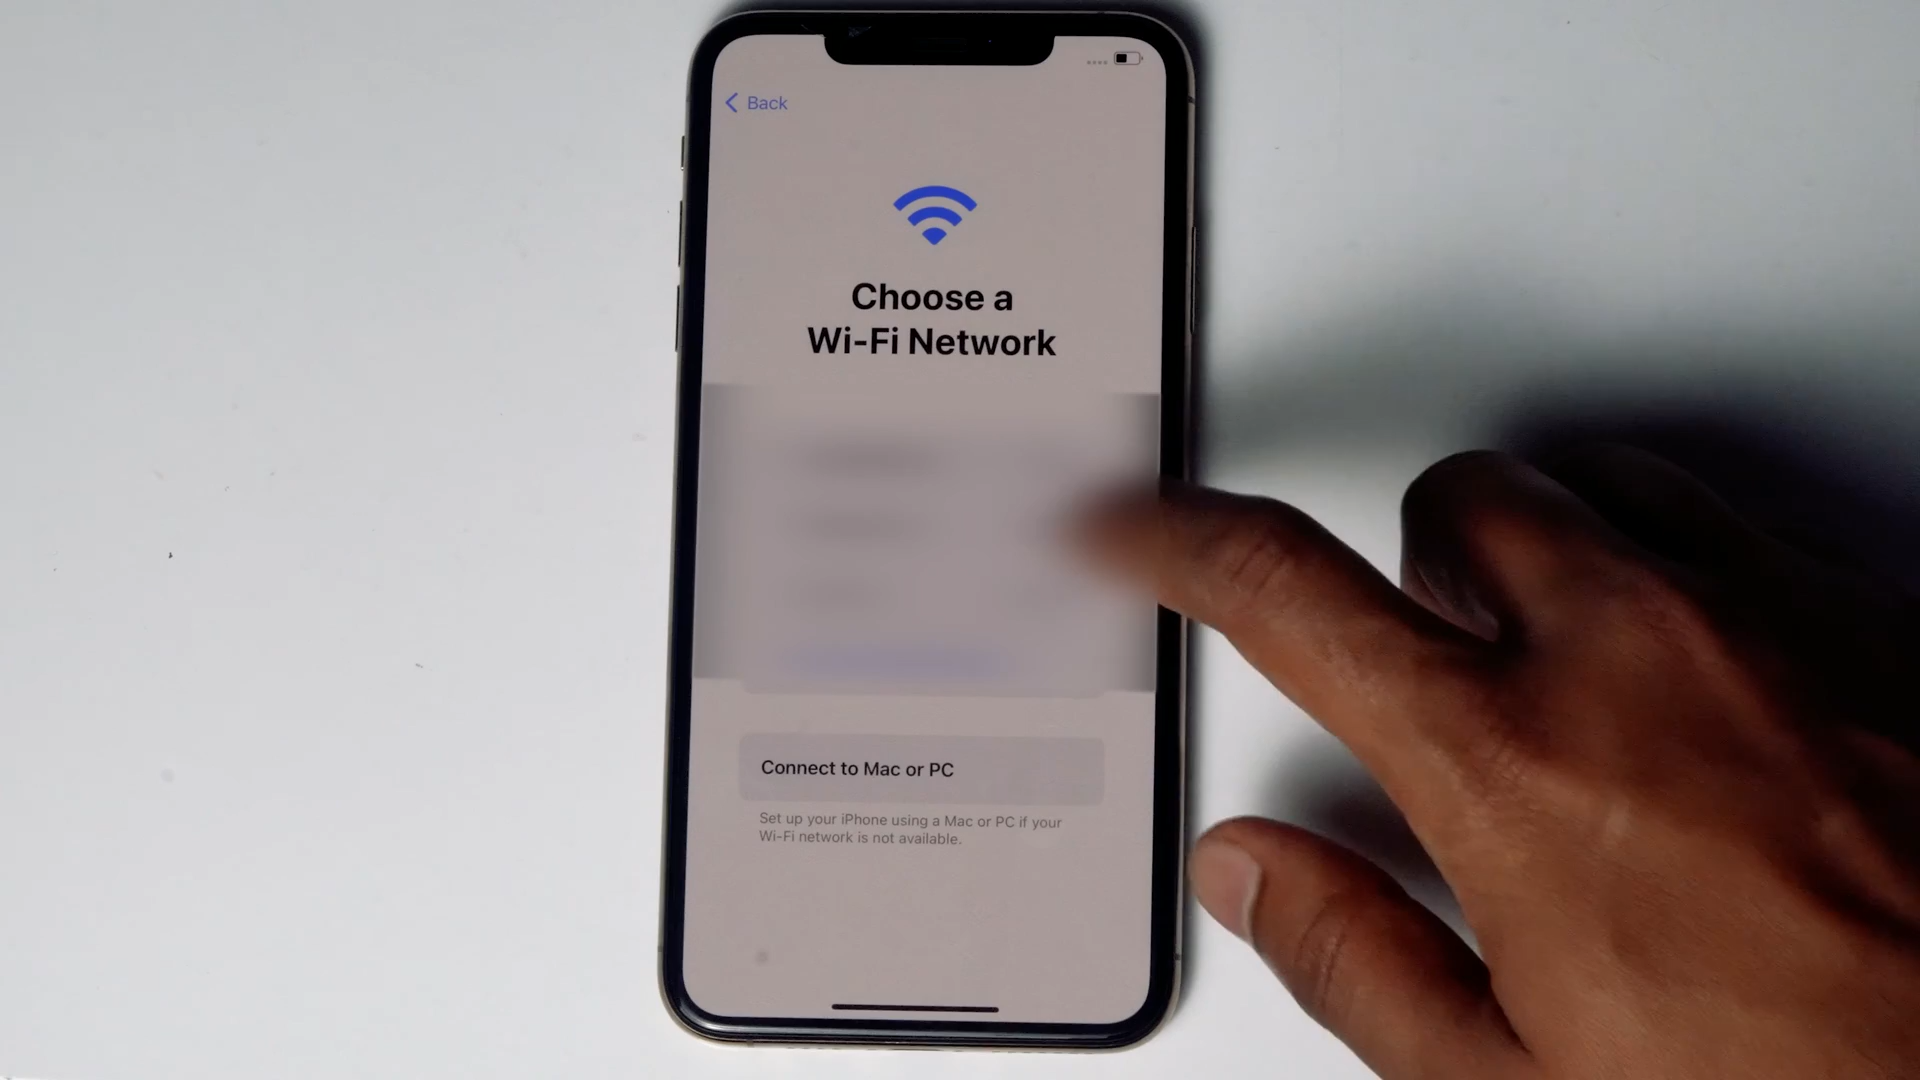 Back
Choose a
Wi-Fi Network
Connect to Mac or PC
Set up your iPhone using a Mac or PC if your
Wi-Fi network is not available.